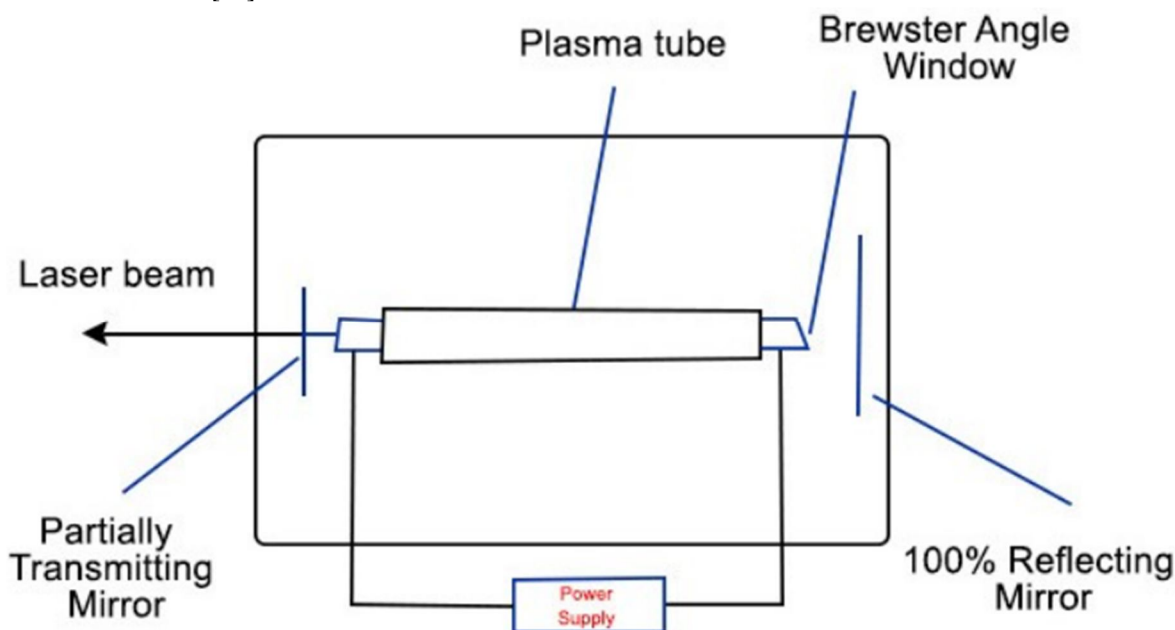 Plasma tube
Brewster Angle
Window
Laser beam
Partially
Transmitting
Mirror
100% Reflecting
Mirror
Power
Supply